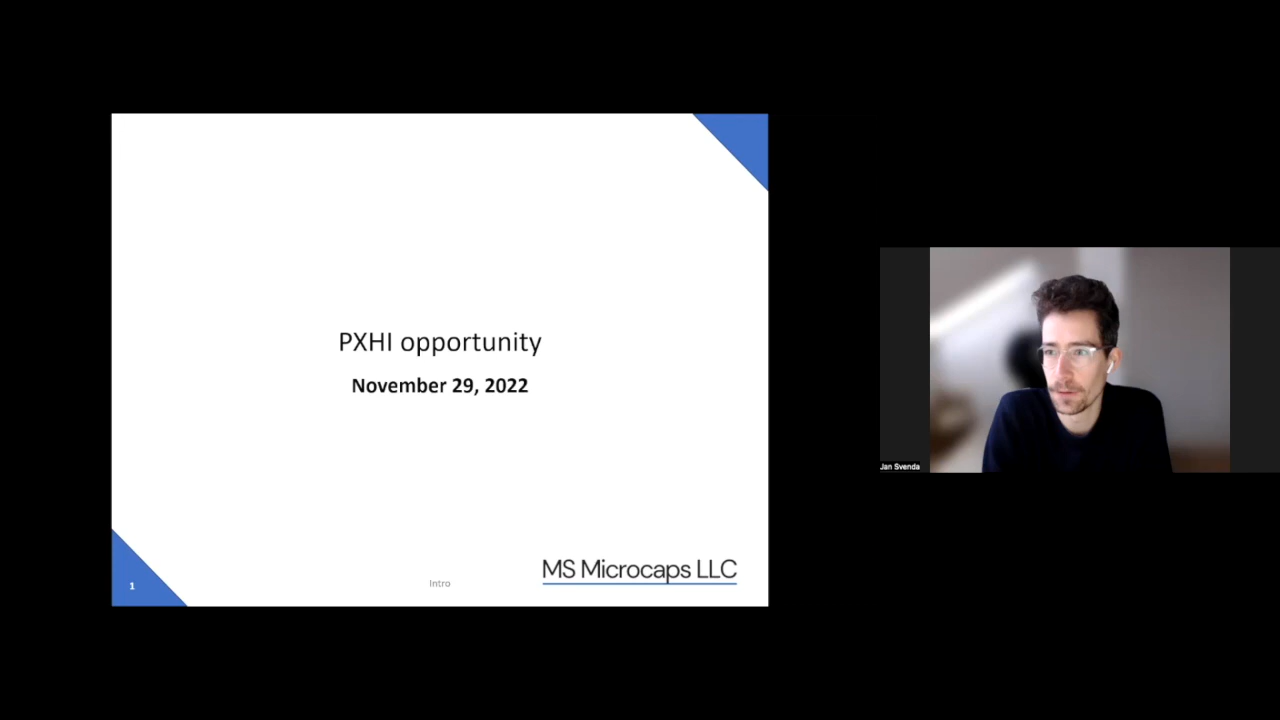 PXHI opportunity
November 29, 2022
1
Intro
MS Microcaps LLC
Jan Svenda